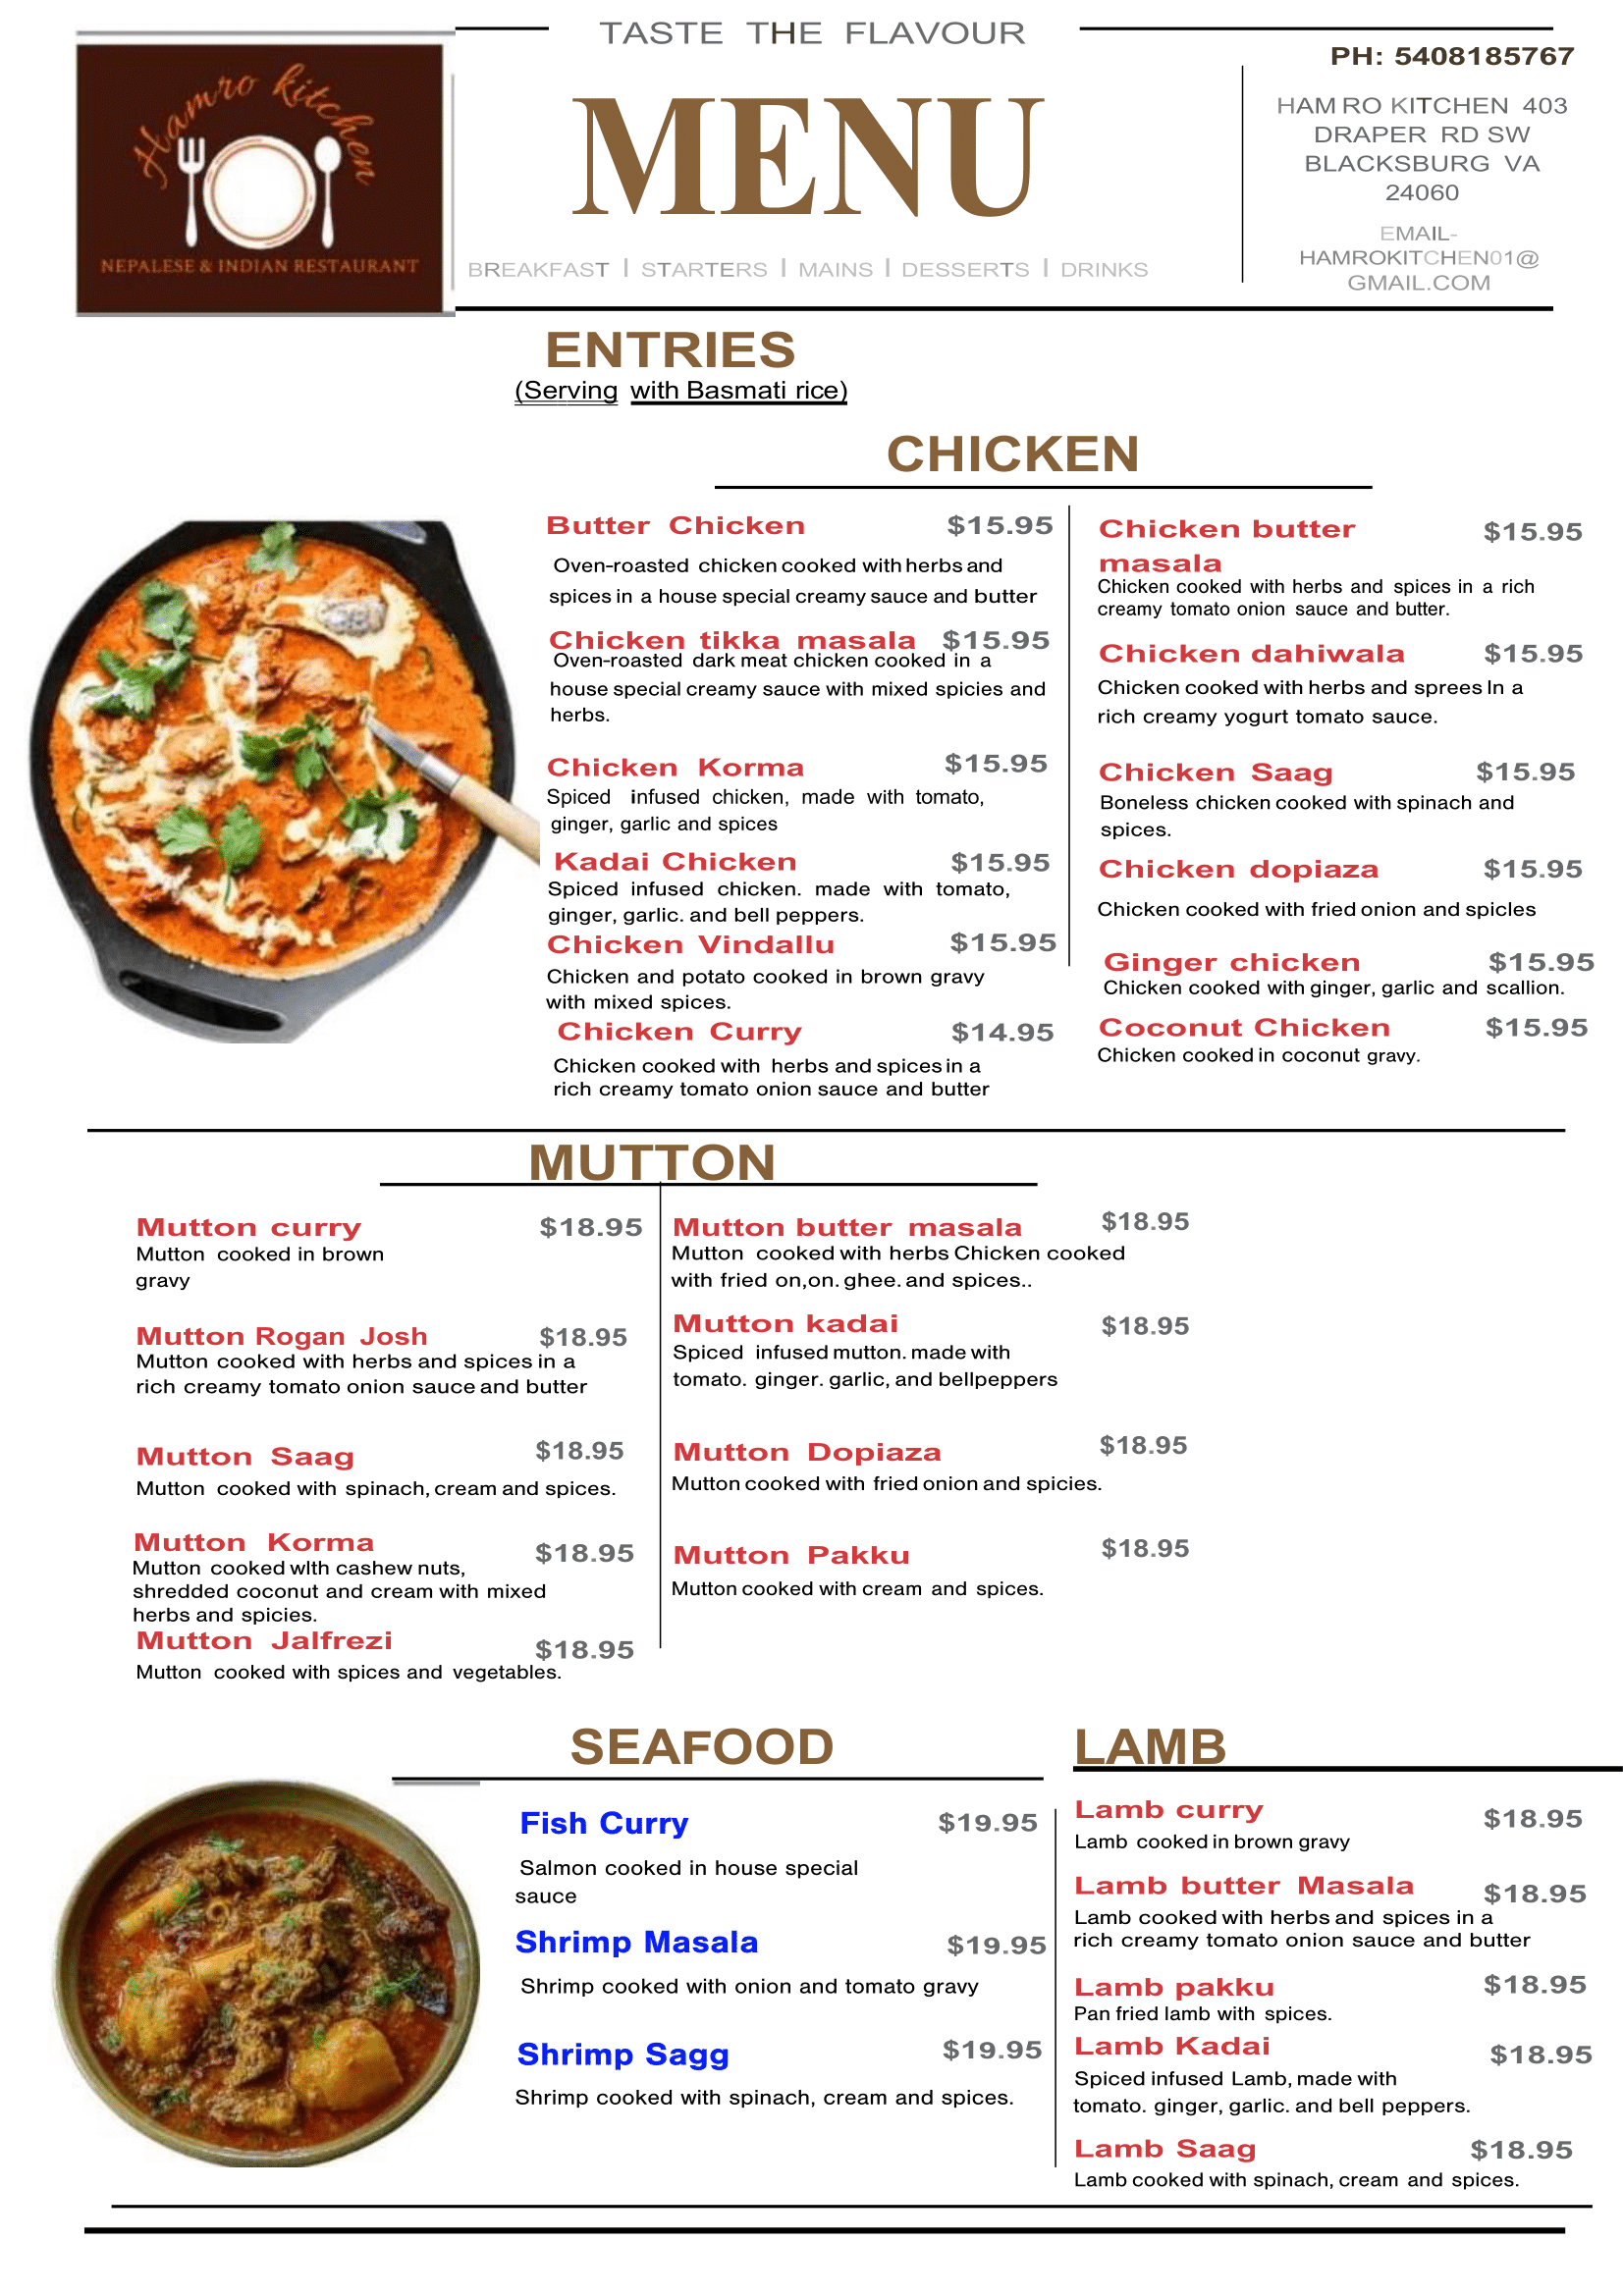 Hamro kitchen
NEPALESE & INDIAN RESTAURANT
TASTE THE FLAVOUR
MENU
BREAKFAST | STARTERS | MAINS | DESSERTS | DRINKS
PH: 5408185767
HAM RO KITCHEN 403
DRAPER RD SW
BLACKSBURG VA
24060
EMAIL-
HAMROKITCHEN01@
GMAIL.COM
ENTRIES
(Serving with Basmati rice)
CHICKEN
Butter Chicken $15.95
Oven-roasted chicken cooked with herbs and
spices in a house special creamy sauce and butter
Chicken tikka masala $15.95
Oven-roasted dark meat chicken cooked in a
house special creamy sauce with mixed spicies and
herbs.
Chicken Korma $15.95
Spiced infused chicken, made with tomato,
ginger, garlic and spices
Kadai Chicken $15.95
Spiced infused chicken. made with tomato,
ginger, garlic. and bell peppers.
Chicken Vindallu $15.95
Chicken and potato cooked in brown gravy
with mixed spices.
Chicken Curry $14.95
Chicken cooked with herbs and spices in a
rich creamy tomato onion sauce and butter
Chicken butter $15.95
masala
Chicken cooked with herbs and spices in a rich
creamy tomato onion sauce and butter.
Chicken dahiwala $15.95
Chicken cooked with herbs and sprees In a
rich creamy yogurt tomato sauce.
Chicken Saag $15.95
Boneless chicken cooked with spinach and
spices.
Chicken dopiaza $15.95
Chicken cooked with fried onion and spicles
Ginger chicken $15.95
Chicken cooked with ginger, garlic and scallion.
Coconut Chicken $15.95
Chicken cooked in coconut gravy.
MUTTON
Mutton curry $18.95
Mutton cooked in brown
gravy
Mutton Rogan Josh $18.95
Mutton cooked with herbs and spices in a
rich creamy tomato onion sauce and butter
Mutton Saag $18.95
Mutton cooked with spinach, cream and spices.
Mutton Korma $18.95
Mutton cooked wlth cashew nuts,
shredded coconut and cream with mixed
herbs and spicies.
Mutton Jalfrezi $18.95
Mutton cooked with spices and vegetables.
Mutton butter masala $18.95
Mutton cooked with herbs Chicken cooked
with fried on,on. ghee. and spices..
Mutton kadai $18.95
Spiced infused mutton. made with
tomato. ginger. garlic, and bellpeppers
Mutton Dopiaza $18.95
Mutton cooked with fried onion and spicies.
Mutton Pakku $18.95
Mutton cooked with cream and spices.
SEAFOOD
Fish Curry $19.95
Salmon cooked in house special
sauce
Shrimp Masala $19.95
Shrimp cooked with onion and tomato gravy
Shrimp Sagg $19.95
Shrimp cooked with spinach, cream and spices.
LAMB
Lamb curry $18.95
Lamb cooked in brown gravy
Lamb butter Masala $18.95
Lamb cooked with herbs and spices in a
rich creamy tomato onion sauce and butter
Lamb pakku $18.95
Pan fried lamb with spices.
Lamb Kadai $18.95
Spiced infused Lamb, made with
tomato. ginger, garlic. and bell peppers.
Lamb Saag $18.95
Lamb cooked with spinach, cream and spices.